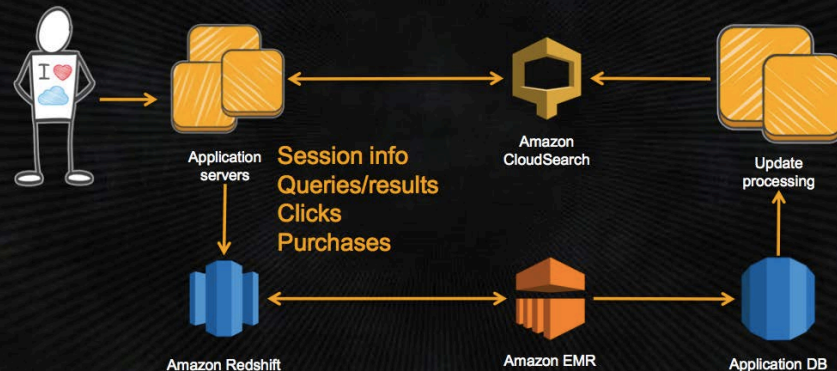 I
Application
servers
Session info
Queries/results
Clicks
Purchases
Amazon
CloudSearch
Update
processing
Amazon Redshift
Amazon EMR
Application DB